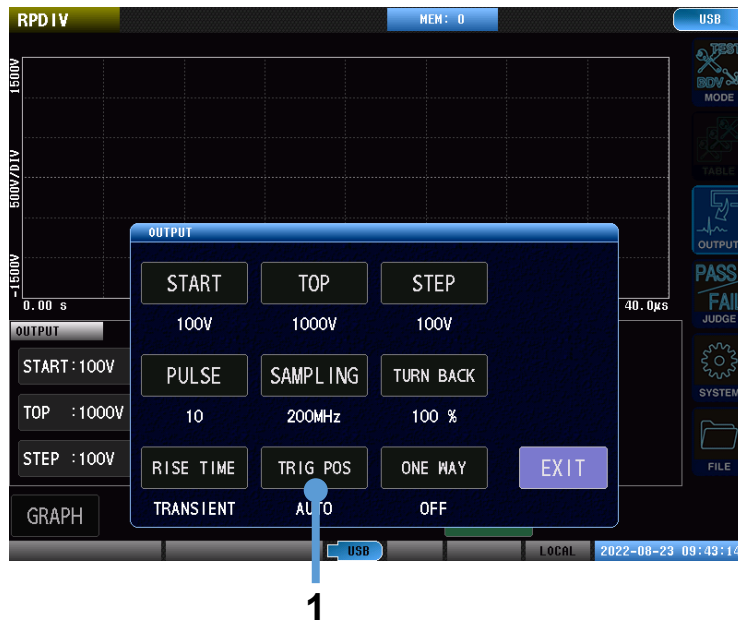 RPDIV
MEM: 0
USB
1500V
500V/DIV
-1500V
0.00 s
40.0µs
TEST
BDV
MODE
TABLE
OUTPUT
PASS
FAIL
JUDGE
SYSTEM
FILE
OUTPUT
START:100V
TOP :1000V
STEP :100V
GRAPH
OUTPUT
START TOP STEP
100V 1000V 100V
PULSE SAMPLING TURN BACK
10 200MHz 100 %
RISE TIME TRIG POS ONE WAY EXIT
TRANSIENT AUTO OFF
USB
LOCAL
2022-08-23 09:43:14
1